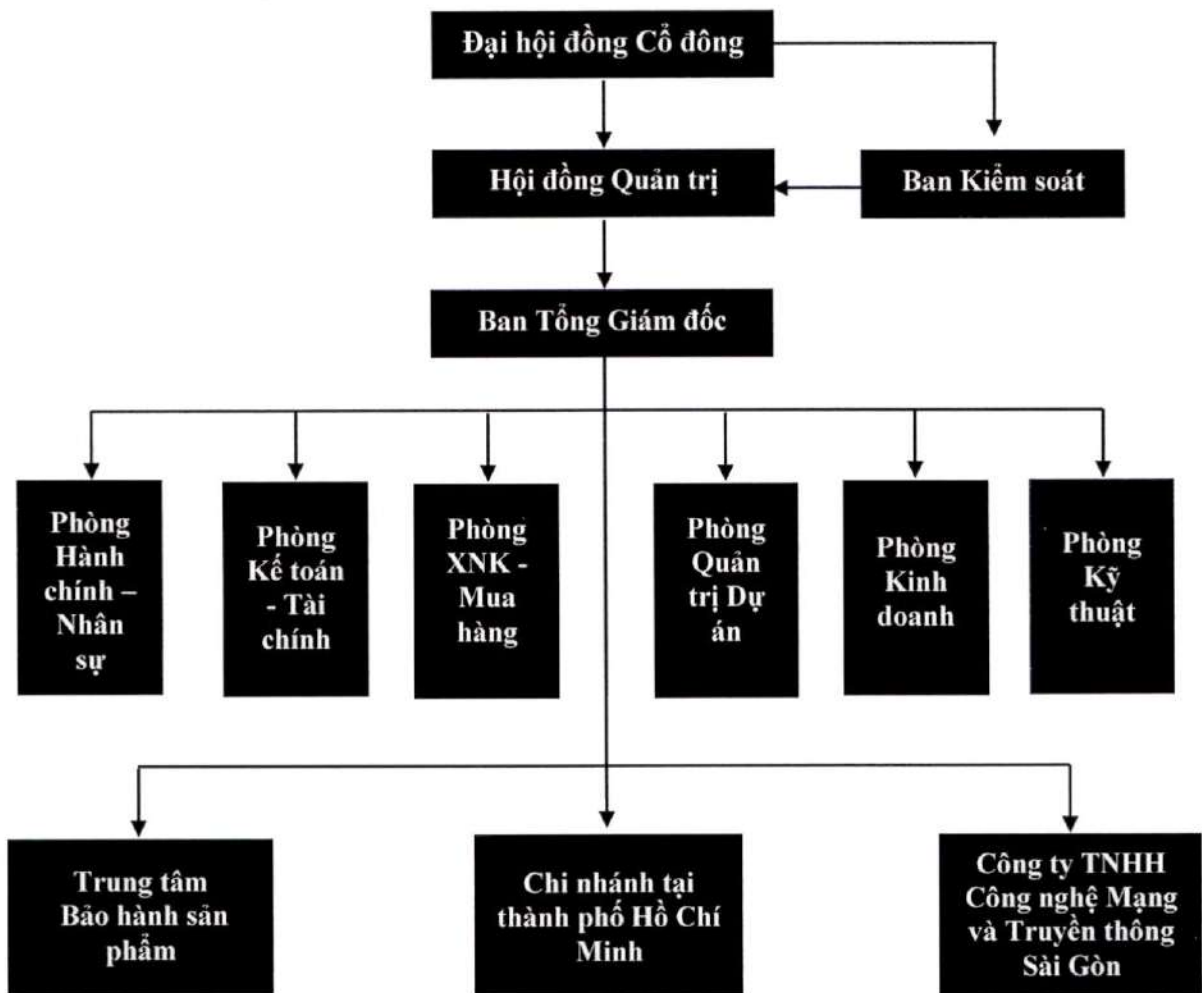 Đại hội đồng Cổ đông
Hội đồng Quản trị
Ban Kiểm soát
Ban Tổng Giám đốc
Phòng
Hành
chính –
Nhân
sự
Phòng
Kế toán
- Tài
chính
Phòng
XNK -
Mua
hàng
Phòng
Quản
trị Dự
án
Phòng
Kinh
doanh
Phòng
Kỹ
thuật
Trung tâm
Bảo hành sản
phẩm
Chi nhánh tại
thành phố Hồ Chí
Minh
Công ty TNHH
Công nghệ Mạng
và Truyền thông
Sài Gòn